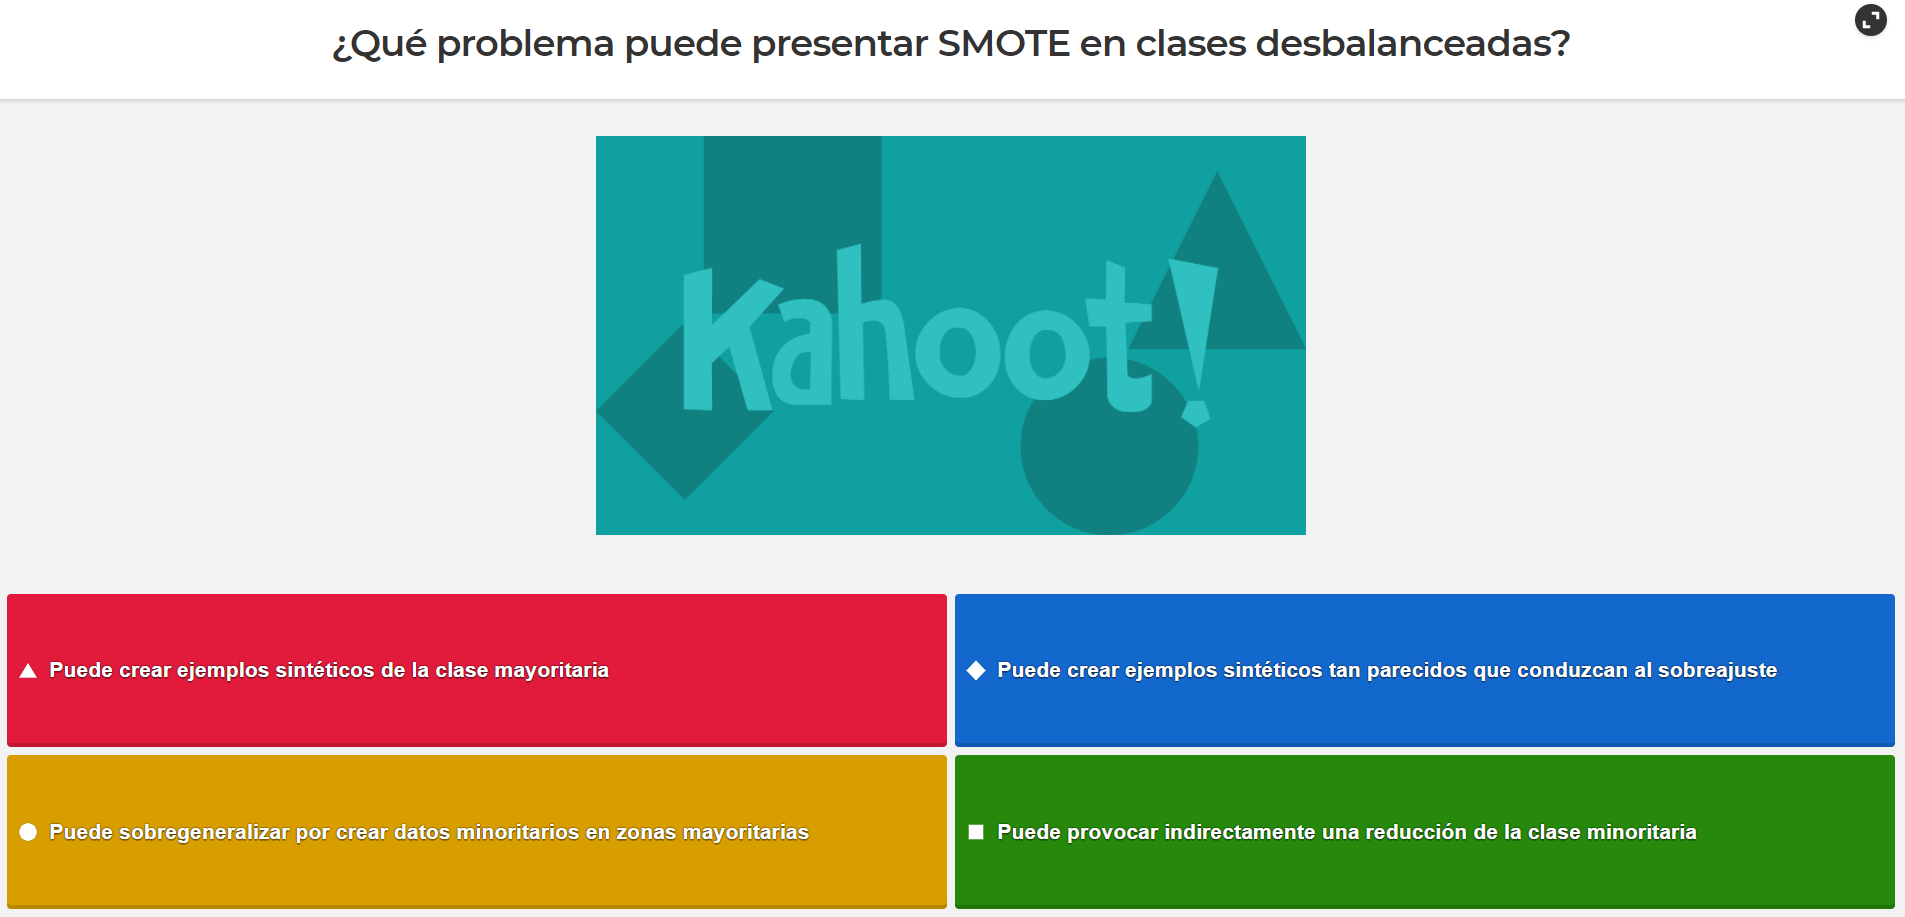 ¿Qué problema puede presentar SMOTE en clases desbalanceadas?
Kahoot!
Puede crear ejemplos sintéticos de la clase mayoritaria
Puede crear ejemplos sintéticos tan parecidos que conduzcan al sobreajuste
Puede sobregeneralizar por crear datos minoritarios en zonas mayoritarias
Puede provocar indirectamente una reducción de la clase minoritaria